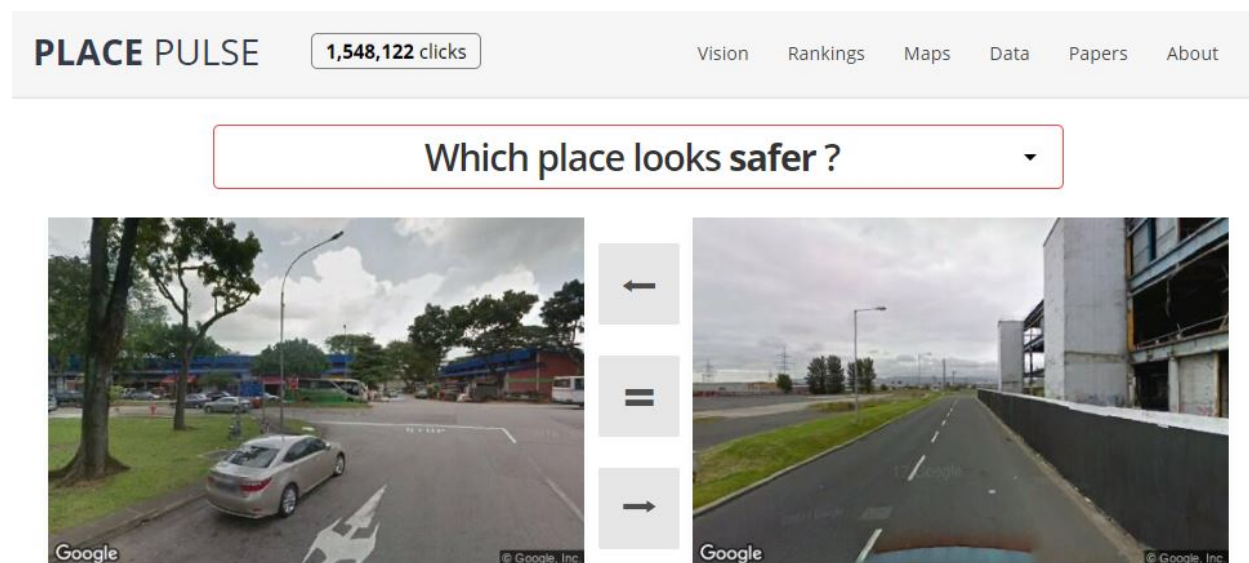 PLACE PULSE
1,548,122 clicks
Vision Rankings Maps Data Papers About
Which place looks safer ?
Google
© Google, Inc
Google
© Google, Inc